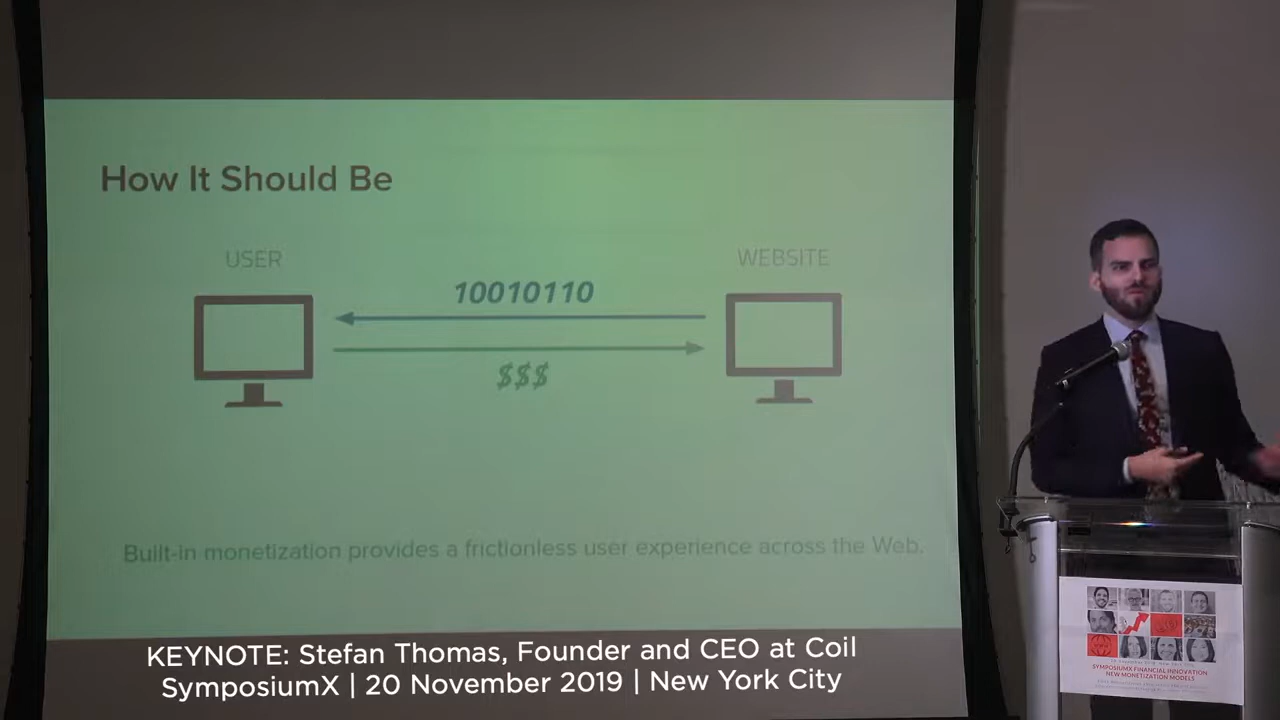 How It Should Be
USER
WEBSITE
10010110
$$$
Built-in monetization provides a frictionless user experience across the Web.
KEYNOTE: Stefan Thomas, Founder and CEO at Coil
SymposiumX | 20 November 2019 | New York City
SYMPOSIUMX FINANCIAL INNOVATION
NEW MONETIZATION MODELS